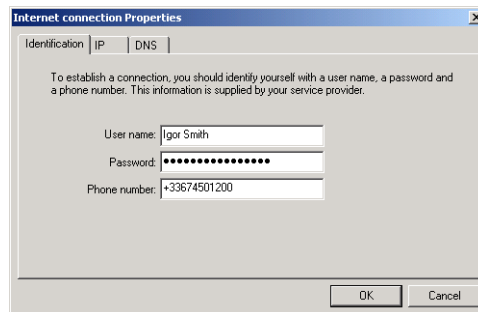 Internet connection Properties
Identification IP DNS
To establish a connection, you should identify yourself with a user name, a password and
a phone number. This information is supplied by your service provider.
User name: Igor Smith
Password: ●●●●●●●●●●●●●●●●
Phone number: +33674501200
OK Cancel